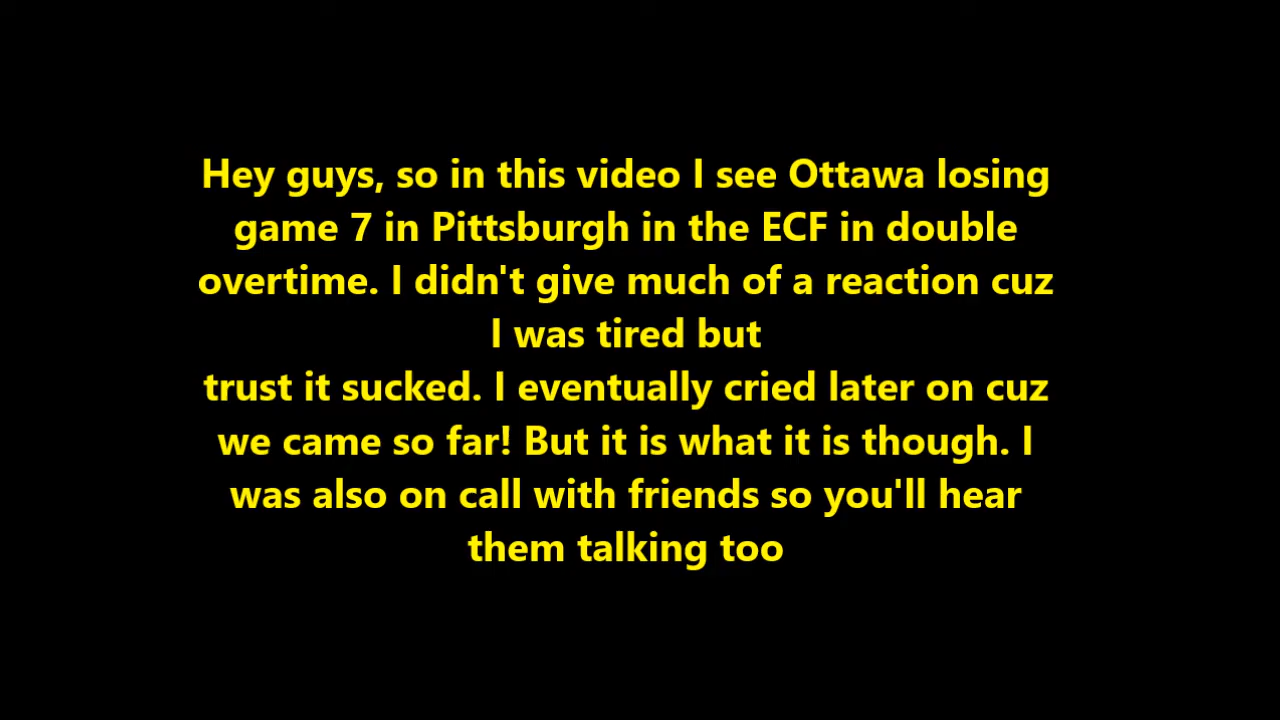 Hey guys, so in this video I see Ottawa losing
game 7 in Pittsburgh in the ECF in double
overtime. I didn't give much of a reaction cuz
I was tired but
trust it sucked. I eventually cried later on cuz
we came so far! But it is what it is though. I
was also on call with friends so you'll hear
them talking too